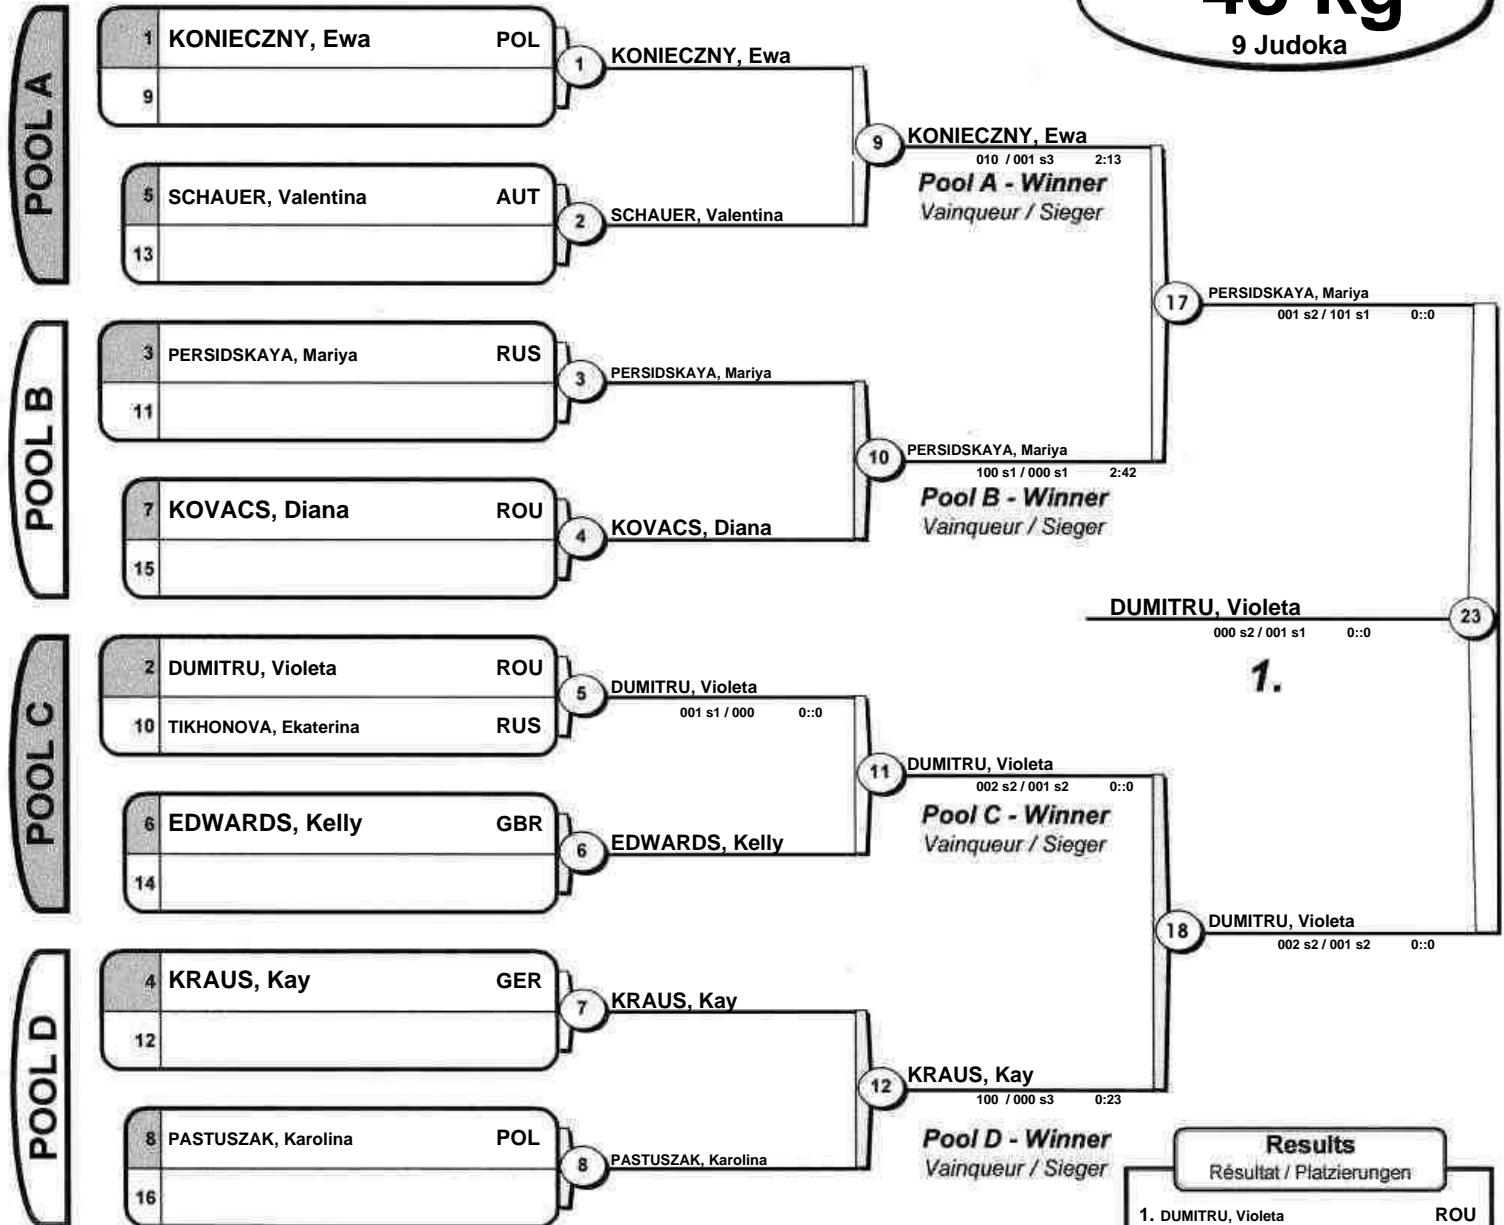 kg
9 Judoka
POOL A
1 KONIECZNY, Ewa POL
9
1 KONIECZNY, Ewa
5 SCHAUER, Valentina AUT
13
2 SCHAUER, Valentina
9 KONIECZNY, Ewa
010 / 001 s3 2:13
Pool A - Winner
Vainqueur / Sieger
POOL B
3 PERSIDSKAYA, Mariya RUS
11
3 PERSIDSKAYA, Mariya
7 KOVACS, Diana ROU
15
4 KOVACS, Diana
10 PERSIDSKAYA, Mariya
100 s1 / 000 s1 2:42
Pool B - Winner
Vainqueur / Sieger
17 PERSIDSKAYA, Mariya
001 s2 / 101 s1 0::0
DUMITRU, Violeta 23
000 s2 / 001 s1 0::0
1.
POOL C
2 DUMITRU, Violeta ROU
10 TIKHONOVA, Ekaterina RUS
5 DUMITRU, Violeta
001 s1 / 000 0::0
6 EDWARDS, Kelly GBR
14
6 EDWARDS, Kelly
11 DUMITRU, Violeta
002 s2 / 001 s2 0::0
Pool C - Winner
Vainqueur / Sieger
18 DUMITRU, Violeta
002 s2 / 001 s2 0::0
POOL D
4 KRAUS, Kay GER
12
7 KRAUS, Kay
8 PASTUSZAK, Karolina POL
16
8 PASTUSZAK, Karolina
12 KRAUS, Kay
100 / 000 s3 0:23
Pool D - Winner
Vainqueur / Sieger
Results
Résultat / Platzierungen
1. DUMITRU, Violeta ROU